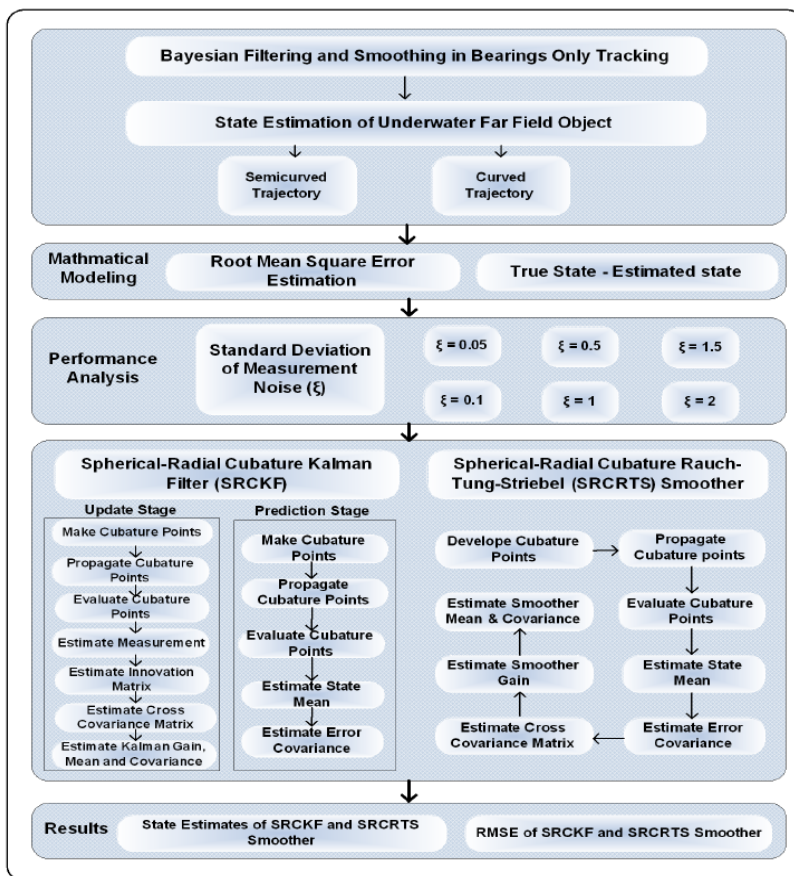 Bayesian Filtering and Smoothing in Bearings Only Tracking
State Estimation of Underwater Far Field Object
Semicurved
Trajectory
Curved
Trajectory
Mathmatical
Modeling
Root Mean Square Error
Estimation
True State - Estimated state
Performance
Analysis
Standard Deviation
of Measurement
Noise (ξ)
ξ = 0.05
ξ = 0.5
ξ = 1.5
ξ = 0.1
ξ = 1
ξ = 2
Spherical-Radial Cubature Kalman
Filter (SRCKF)
Update Stage
Make Cubature Points
Propagate Cubature
Points
Evaluate Cubature
Points
Estimate Measurement
Estimate Innovation
Matrix
Estimate Cross
Covariance Matrix
Estimate Kalman Gain,
Mean and Covariance
Prediction Stage
Make Cubature
Points
Propagate
Cubature Points
Evaluate Cubature
Points
Estimate State
Mean
Estimate Error
Covariance
Spherical-Radial Cubature Rauch-
Tung-Striebel (SRCRTS) Smoother
Develope Cubature
Points
Propagate
Cubature points
Evaluate Cubature
Points
Estimate State
Mean
Estimate Error
Covariance
Estimate Cross
Covariance Matrix
Estimate Smoother
Gain
Estimate Smoother
Mean & Covariance
Results
State Estimates of SRCKF and SRCRTS
Smoother
RMSE of SRCKF and SRCRTS Smoother